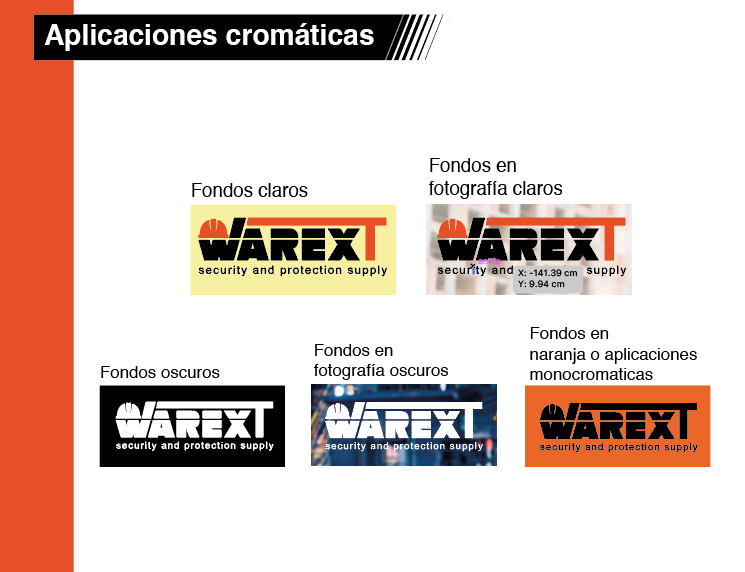 Aplicaciones cromáticas
Fondos claros
WAREXT
security and protection supply
Fondos en
fotografía claros
WAREXT
security and
supply
X: -141.39 cm
Y: 9.94 cm
Fondos oscuros
WAREXT
security and protection supply
Fondos en
fotografía oscuros
WAREXT
security and protection supply
Fondos en
naranja o aplicaciones
monocromaticas
WAREXT
security and protection supply